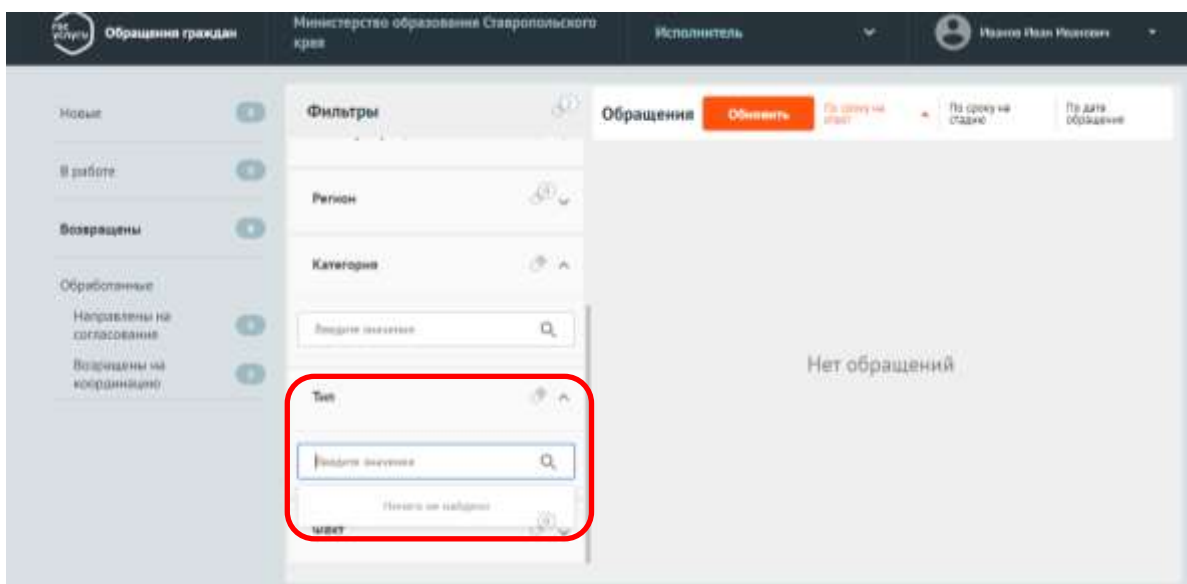 гос
услуги
Обращения граждан
Министерство образования Ставропольского
края
Исполнитель
Иванов Иван Иванович
Новые
В работе
Возвращены
Обработанные
Направлены на
согласование
Возвращены на
координацию
Фильтры
Регион
Категория
Введите значение
Тип
Введите значение
Ничего не найдено
Факт
Обращения
Обновить
По сроку на
ответ
По сроку на
стадию
По дате
обращения
Нет обращений